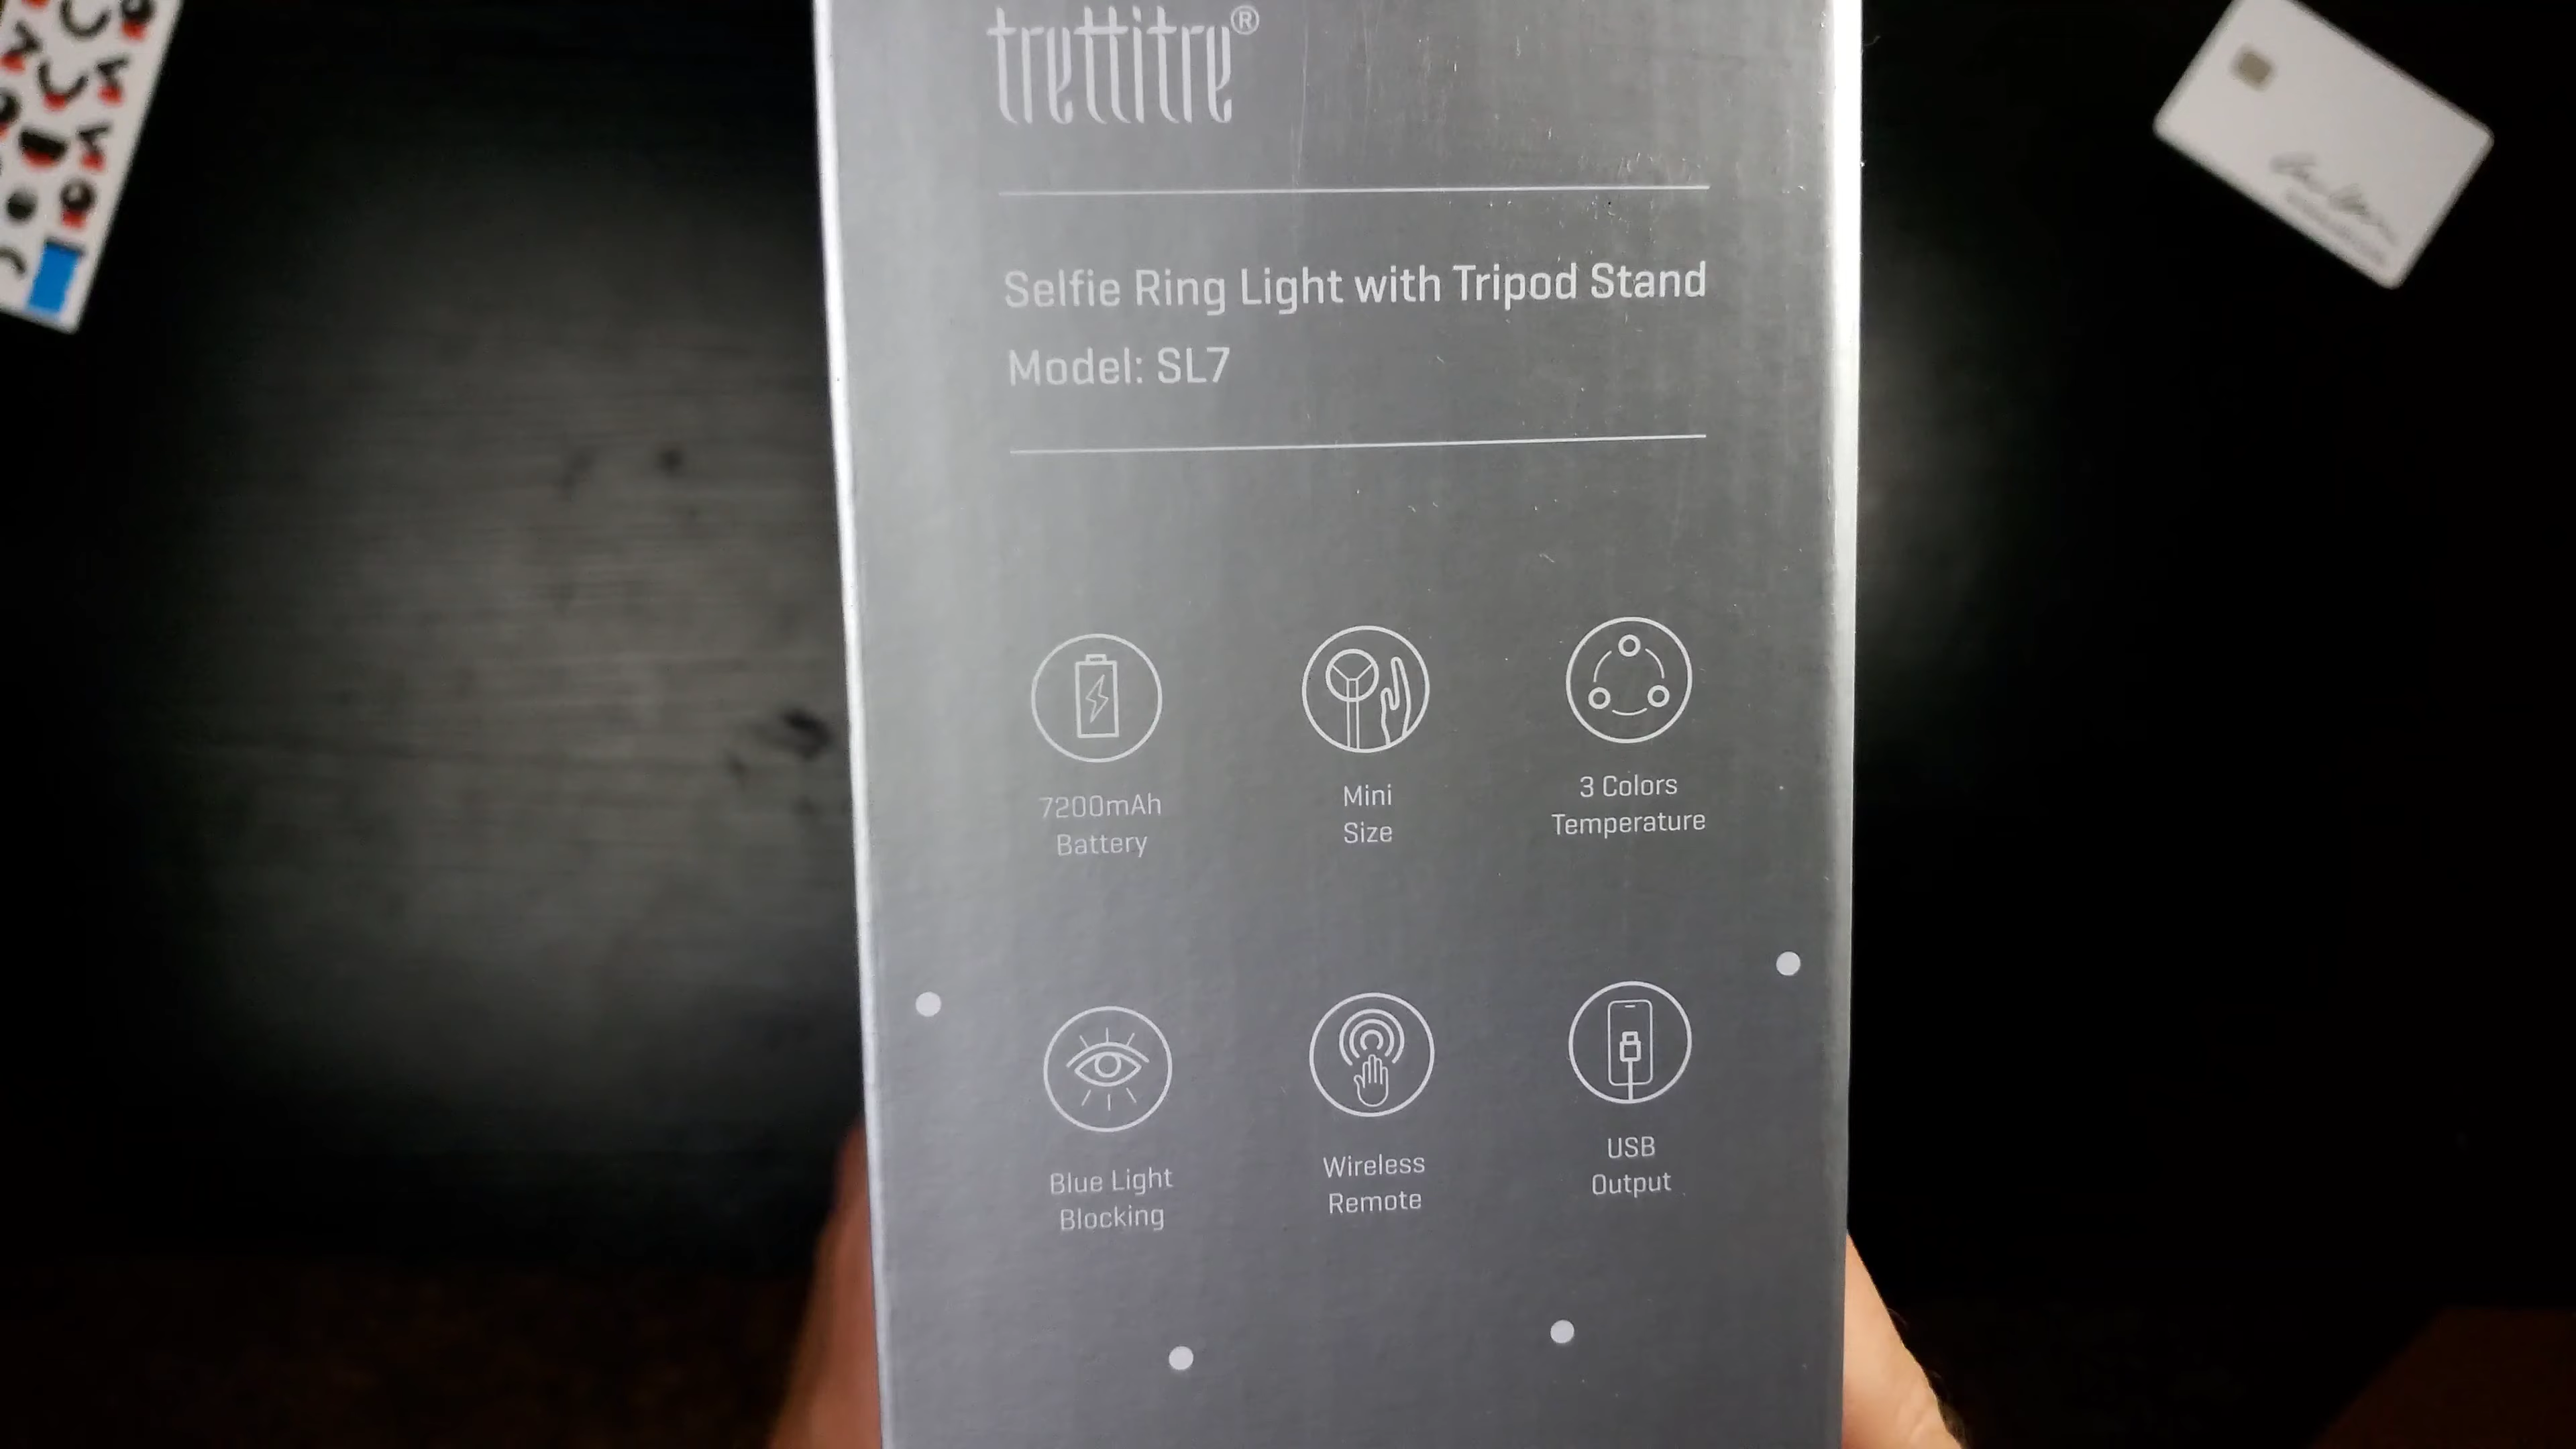 trettitre®
Selfie Ring Light with Tripod Stand
Model: SL7
7200mAh
Battery
Mini
Size
3 Colors
Temperature
Blue Light
Blocking
Wireless
Remote
USB
Output